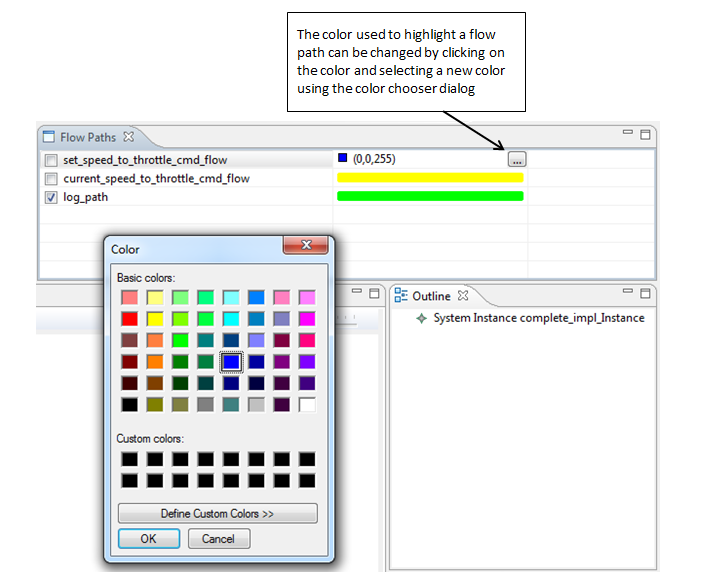 The color used to highlight a flow
path can be changed by clicking on
the color and selecting a new color
using the color chooser dialog
Flow Paths
set_speed_to_throttle_cmd_flow
(0,0,255)
...
current_speed_to_throttle_cmd_flow
log_path
Color
Basic colors:
Custom colors:
Define Custom Colors >>
OK
Cancel
Outline
System Instance complete_impl_Instance